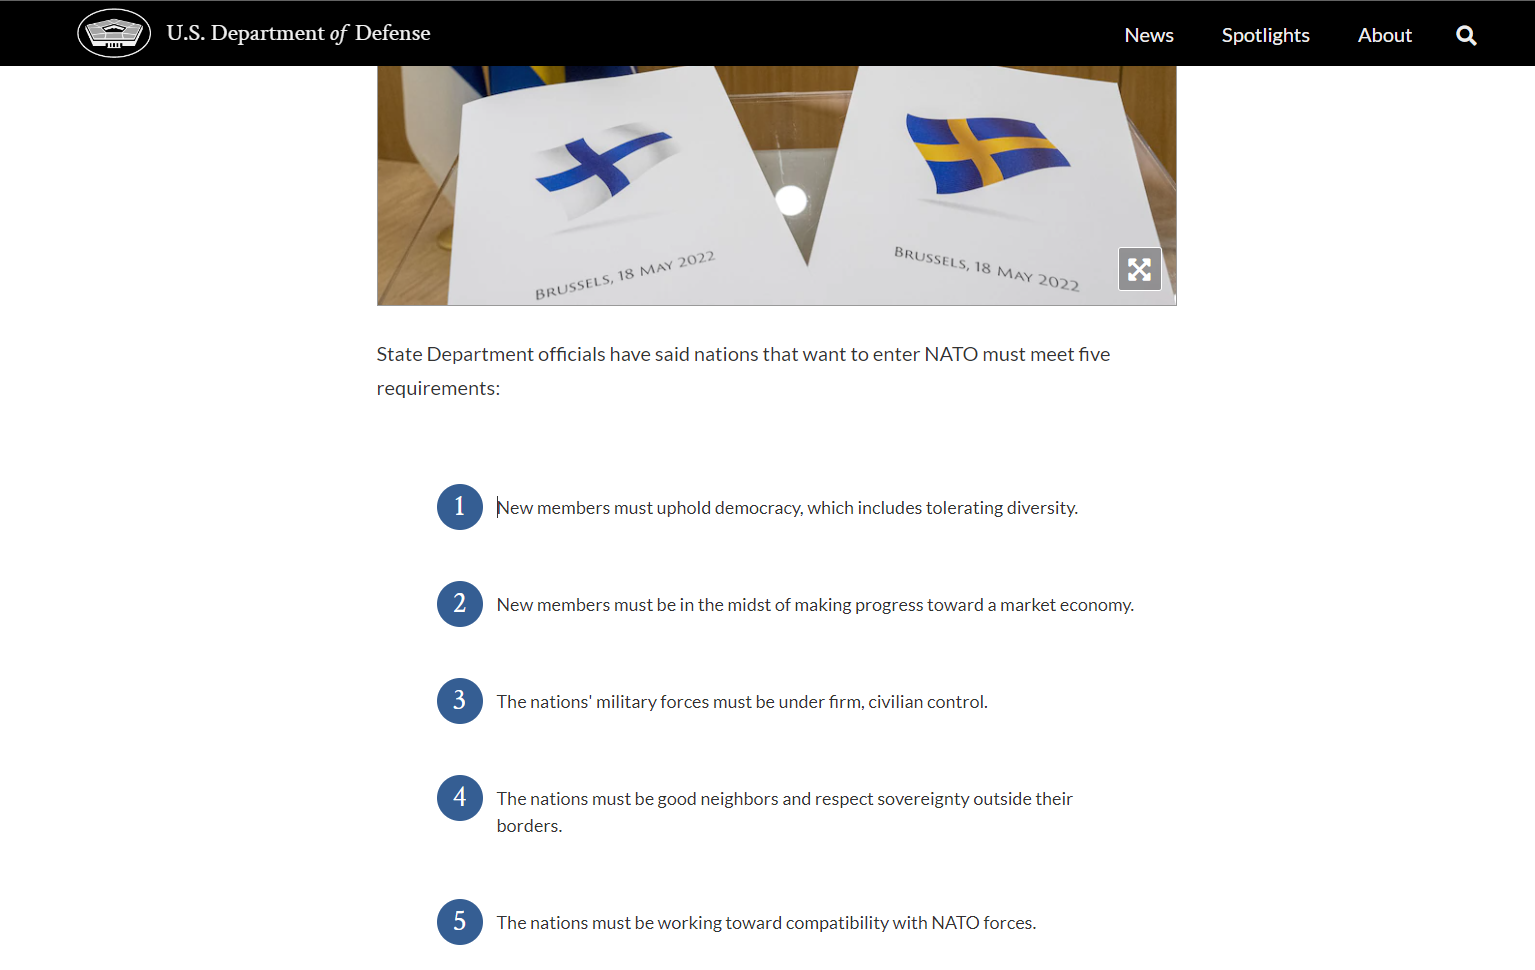 U.S. Department of Defense
News
Spotlights
About
BRUSSELS, 18 MAY 2022
BRUSSELS, 18 MAY 2022
State Department officials have said nations that want to enter NATO must meet five
requirements:
1 New members must uphold democracy, which includes tolerating diversity.
2 New members must be in the midst of making progress toward a market economy.
3 The nations' military forces must be under firm, civilian control.
4 The nations must be good neighbors and respect sovereignty outside their
borders.
5 The nations must be working toward compatibility with NATO forces.